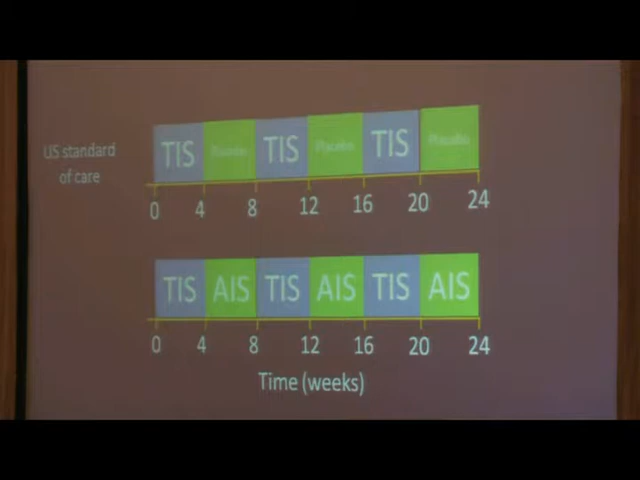 US standard
of care
TIS Placebo TIS Placebo TIS Placebo
0 4 8 12 16 20 24
TIS AIS TIS AIS TIS AIS
0 4 8 12 16 20 24
Time (weeks)